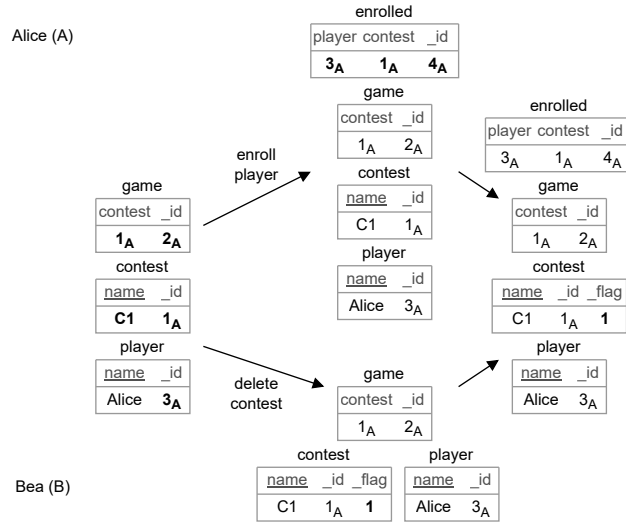 enrolled
Alice (A)
player contest _id
3A 1A 4A
game
contest _id
1A 2A
enrolled
player contest _id
3A 1A 4A
enroll
player
contest
name _id
C1 1A
game
contest _id
1A 2A
game
contest _id
1A 2A
player
name _id
Alice 3A
contest
name _id
C1 1A
contest
name _id _flag
C1 1A 1
player
name _id
Alice 3A
delete
contest
game
contest _id
1A 2A
player
name _id
Alice 3A
contest
name _id _flag
C1 1A 1
player
name _id
Alice 3A
Bea (B)